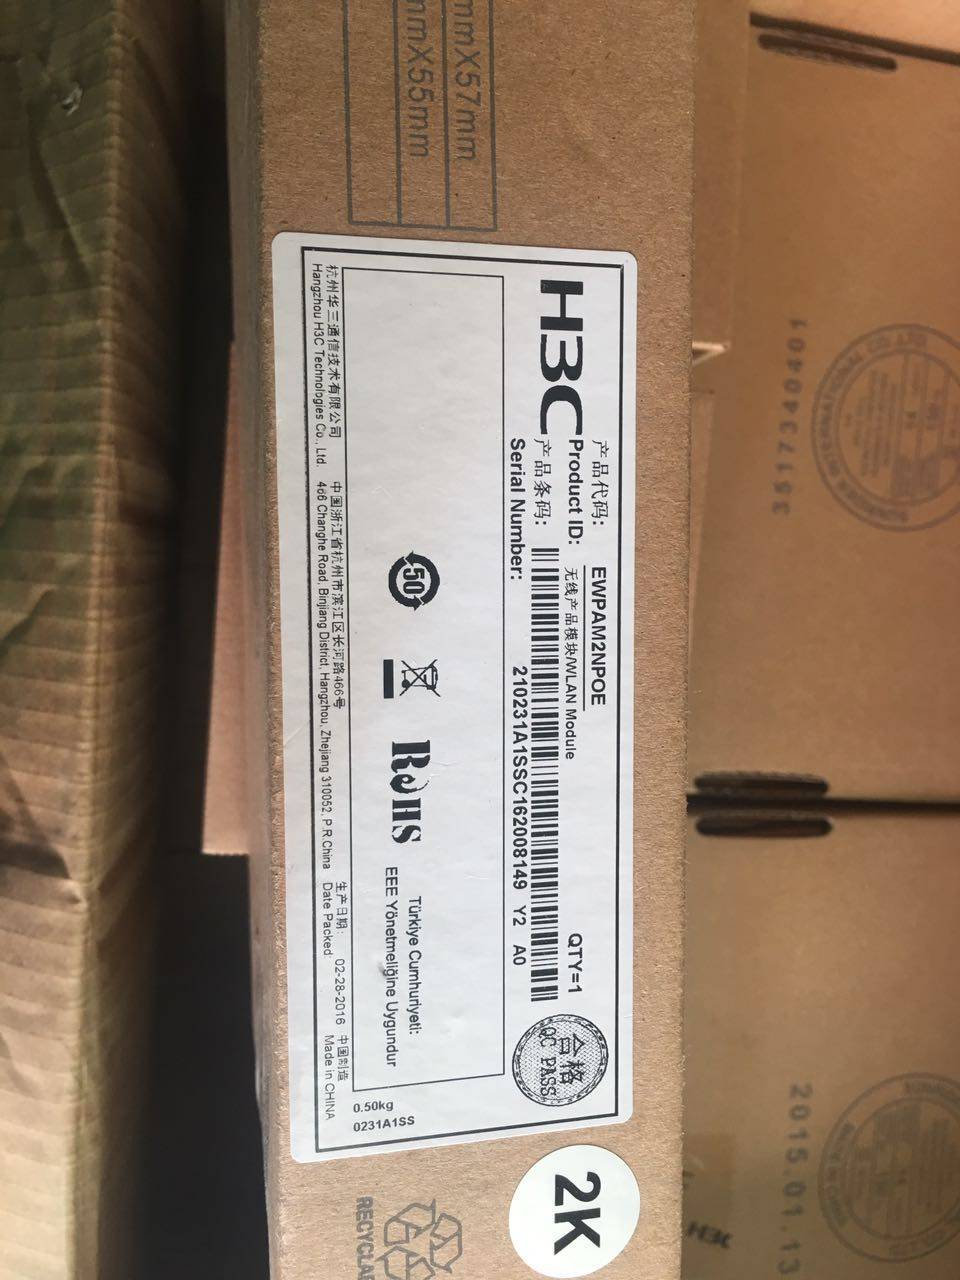 mmX57mm
mmX55mm
H3C
产品代码:
Product ID:
EWPAM2NPOE
无线产品模块/WLAN Module
QTY=1
产品条码:
Serial Number:
210231A1SSC162008149 Y2 A0
合格
QC PASS
50
RoHS
Türkiye Cumhuriyeti:
EEE Yönetmeliğine Uygundur
0.50kg
0231A1SS
杭州华三通信技术有限公司 中国浙江省杭州市滨江区长河路466号 生产日期: 中国制造
Hangzhou H3C Technologies Co., Ltd. 466 Changhe Road, Binjiang District, Hangzhou, Zhejiang 310052, P.R.China Date Packed: 02-28-2016 Made in CHINA
2K
RECYCLA
33173A0401
2015.01.13
H3C